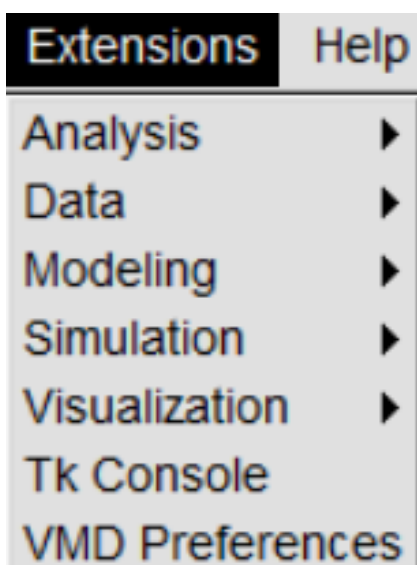 Extensions Help
Analysis
Data
Modeling
Simulation
Visualization
Tk Console
VMD Preferences